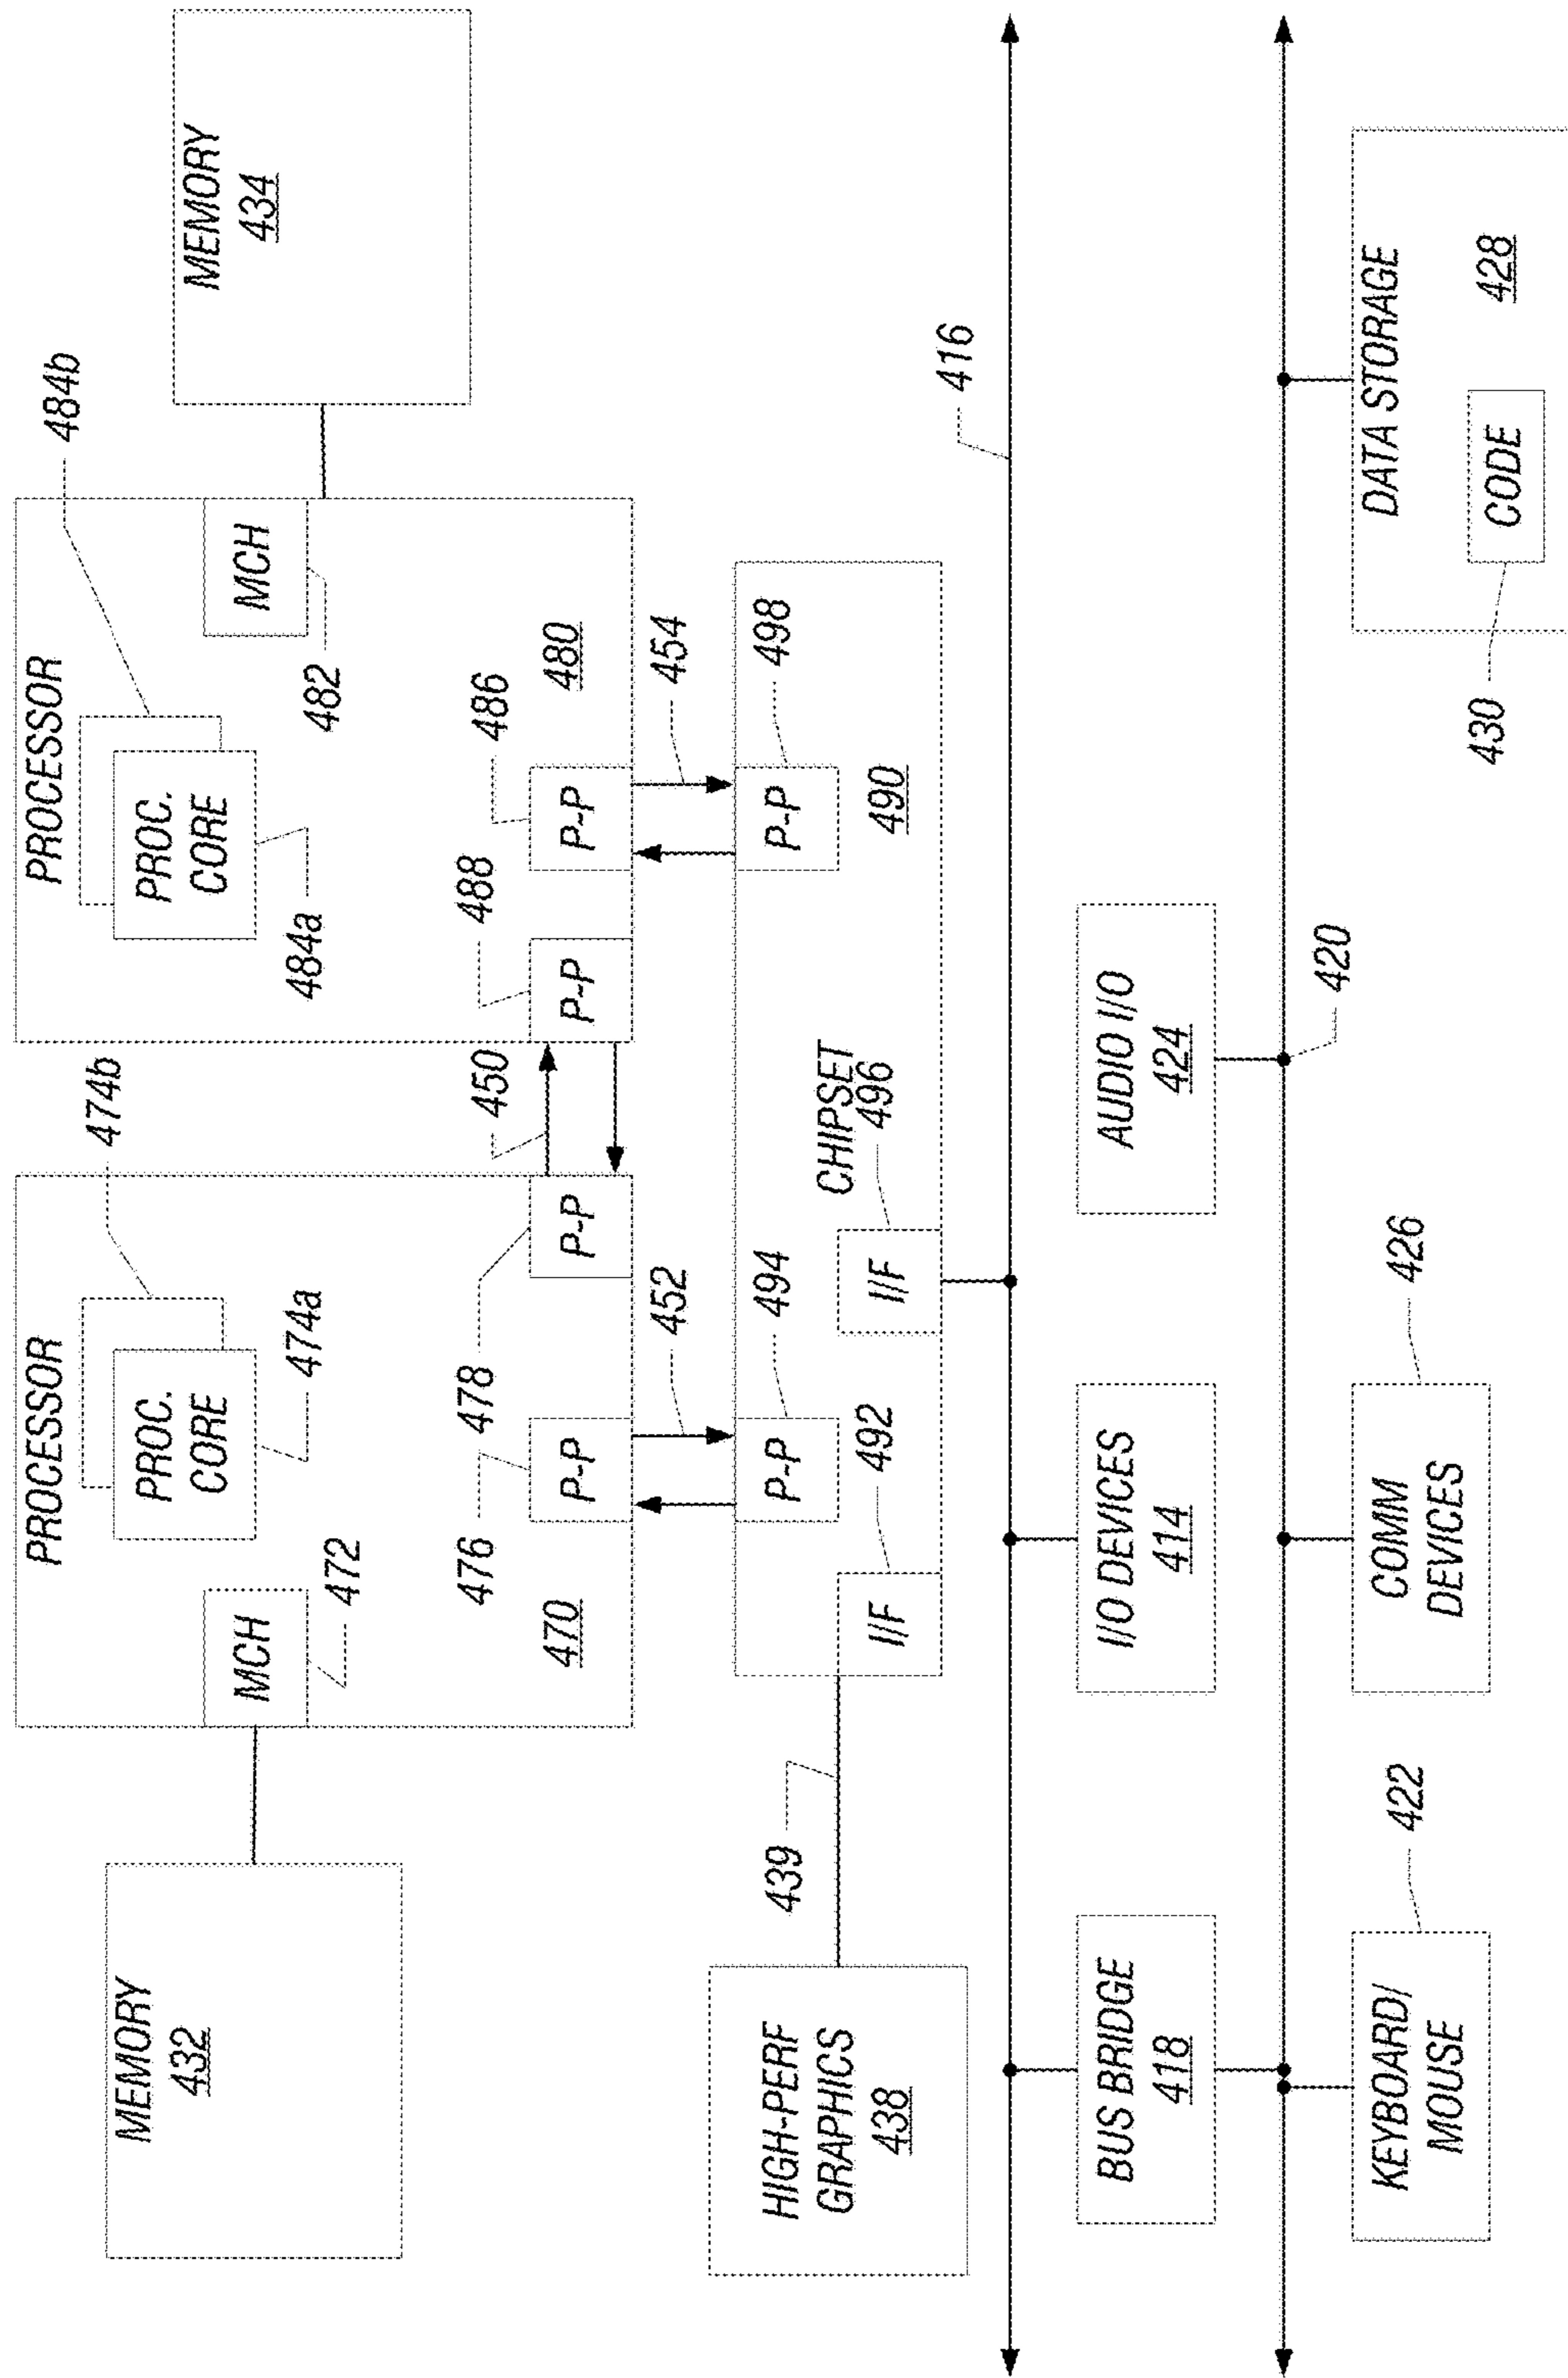 PROCESSOR
474b
PROC.
CORE
474a
MCH
472
476
478
P-P
P-P
470
450
PROCESSOR
484b
PROC.
CORE
484a
MCH
482
488
486
P-P
P-P
480
MEMORY
432
MEMORY
434
452
454
HIGH-PERF
GRAPHICS
438
439
I/F
492
P-P
494
I/F
CHIPSET
496
P-P
498
490
416
BUS BRIDGE
418
I/O DEVICES
414
AUDIO I/O
424
420
KEYBOARD/
MOUSE
422
COMM
DEVICES
426
DATA STORAGE
428
CODE
430